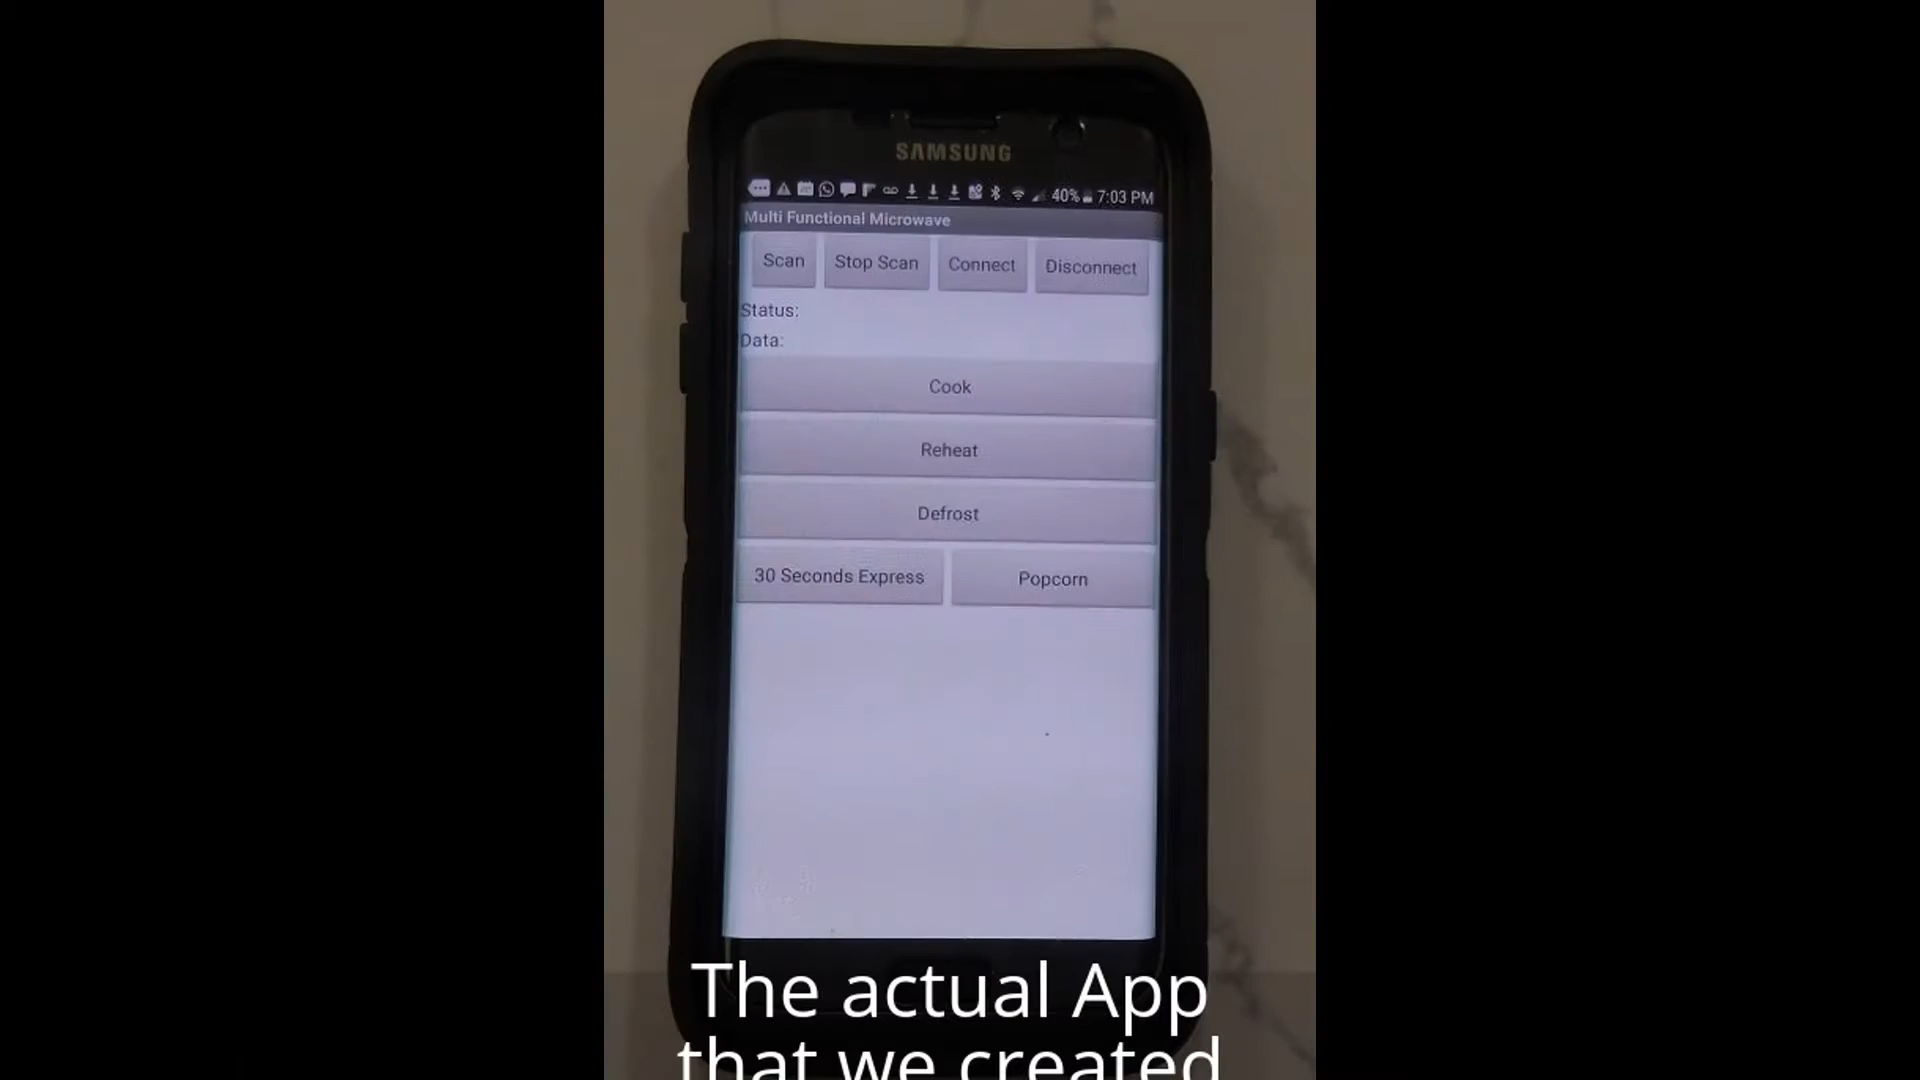 SAMSUNG
40% 7:03 PM
Multi Functional Microwave
Scan Stop Scan Connect Disconnect
Status:
Data:
Cook
Reheat
Defrost
30 Seconds Express Popcorn
The actual App
that we created